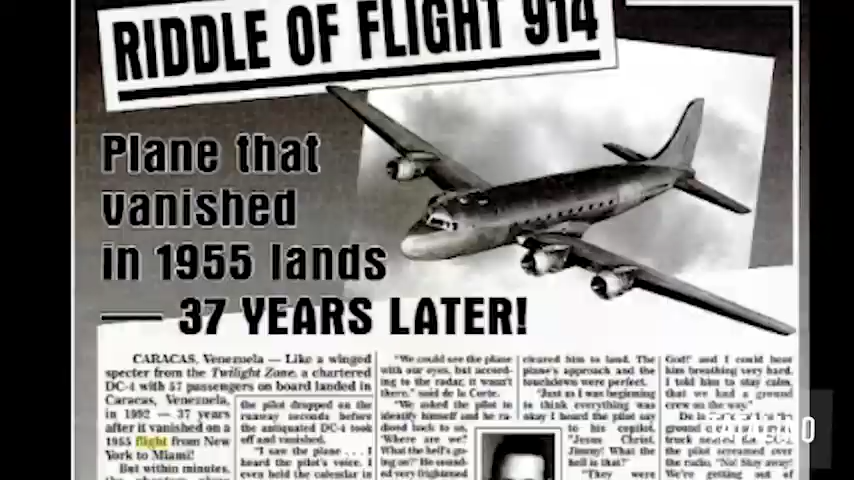 RIDDLE OF FLIGHT 914
Plane that
vanished
in 1955 lands
— 37 YEARS LATER!
CARACAS, Venezuela — Like a winged
specter from the Twilight Zone, a chartered
DC-4 with 57 passengers on board landed in
Caracas, Venezuela,
in 1992 — 37 years
after it vanished on a
1955 flight from New
York to Miami!
But within minutes,
the pilot dropped on the
runway seconds before
the antiquated DC-4 took
off and vanished.
"I saw the plane . . . I
heard the pilot's voice. I
even held the calendar in
"We could see the plane
with our eyes, but accord-
ing to the radar, it wasn't
there," said de la Corte.
"We asked the pilot to
identify himself and he ra-
dioed back to us,
'Where are we?
What the hell's go-
ing on?' He sound-
ed very frightened
cleared him to land. The
plane's approach and the
touchdown were perfect.
"Just as I was beginning
to think everything was
okay I heard the pilot say
to his copilot,
"Jesus Christ,
Jimmy! What the
hell is that?'
"They were
God!' and I could hear
him breathing very hard.
I told him to stay calm,
that we had a ground
crew on the way."
ground
truck
the pilot screamed over
the radio, 'No! Stay away!
We're getting out of